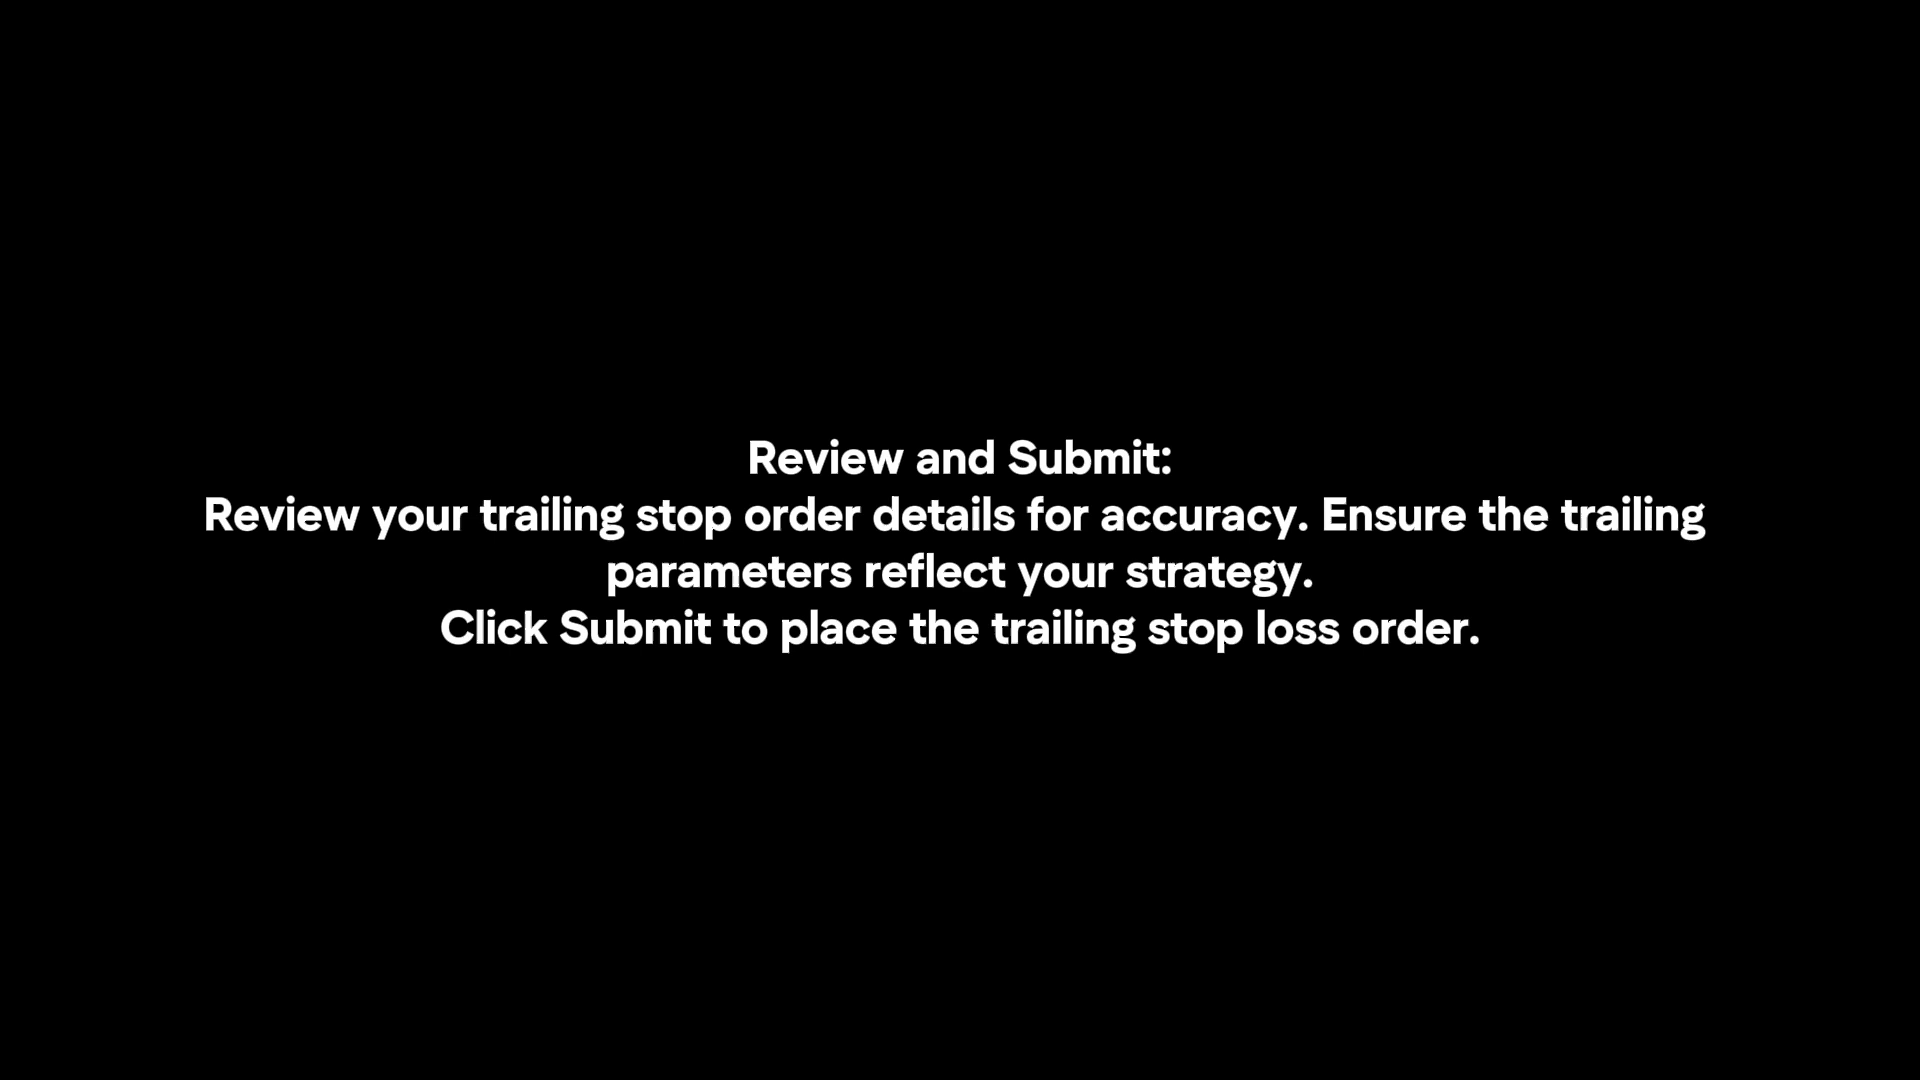 Review and Submit:
Review your trailing stop order details for accuracy. Ensure the trailing
parameters reflect your strategy.
Click Submit to place the trailing stop loss order.